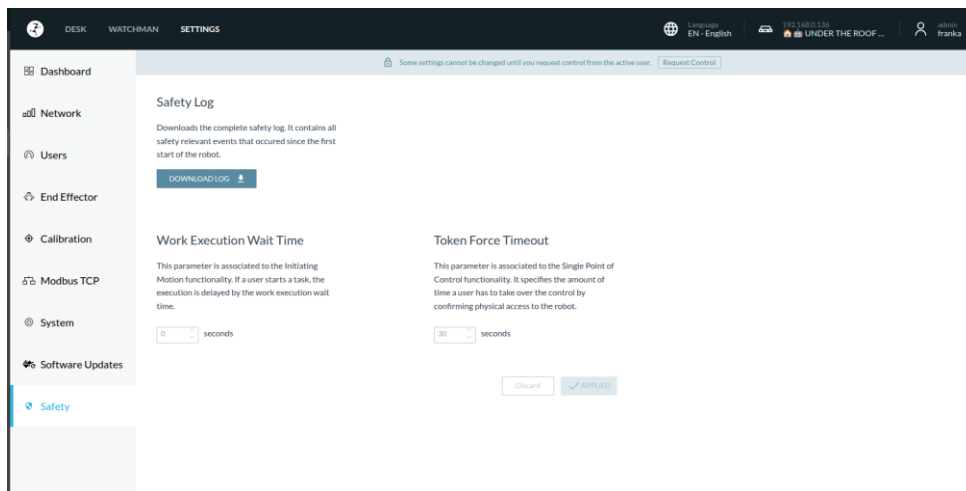 DESK WATCHMAN SETTINGS
Language
EN - English
192.168.0.136
🏠🤖 UNDER THE ROOF ...
admin
franka
Some settings cannot be changed until you request control from the active user. Request Control
Dashboard
Network
Users
End Effector
Calibration
Modbus TCP
System
Software Updates
Safety
Safety Log
Downloads the complete safety log. It contains all
safety relevant events that occured since the first
start of the robot.
DOWNLOAD LOG
Work Execution Wait Time
This parameter is associated to the Initiating
Motion functionality. If a user starts a task, the
execution is delayed by the work execution wait
time.
0 seconds
Token Force Timeout
This parameter is associated to the Single Point of
Control functionality. It specifies the amount of
time a user has to take over the control by
confirming physical access to the robot.
30 seconds
Discard
APPLIED